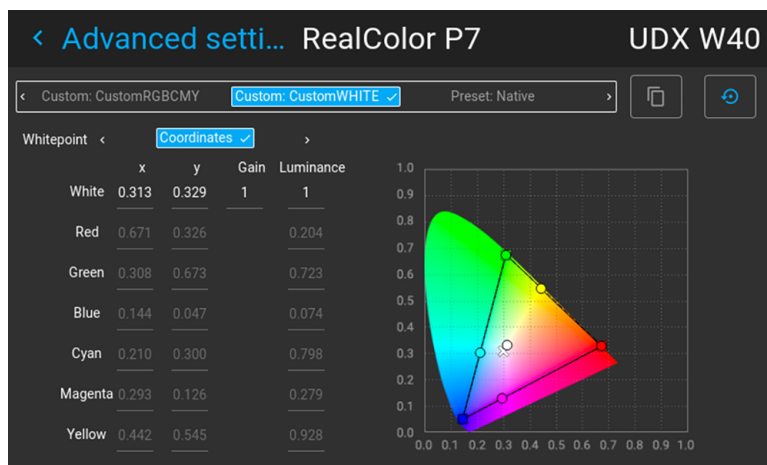 ‹ Advanced setti... RealColor P7 UDX W40
‹ Custom: CustomRGBCMY Custom: CustomWHITE ✓ Preset: Native ›
Whitepoint ‹ Coordinates ✓ ›
x y Gain Luminance
White 0.313 0.329 1 1
Red 0.671 0.326 0.204
Green 0.308 0.673 0.723
Blue 0.144 0.047 0.074
Cyan 0.210 0.300 0.798
Magenta 0.293 0.126 0.279
Yellow 0.442 0.545 0.928
1.0
0.9
0.8
0.7
0.6
0.5
0.4
0.3
0.2
0.1
0.0
0.0 0.1 0.2 0.3 0.4 0.5 0.6 0.7 0.8 0.9 1.0